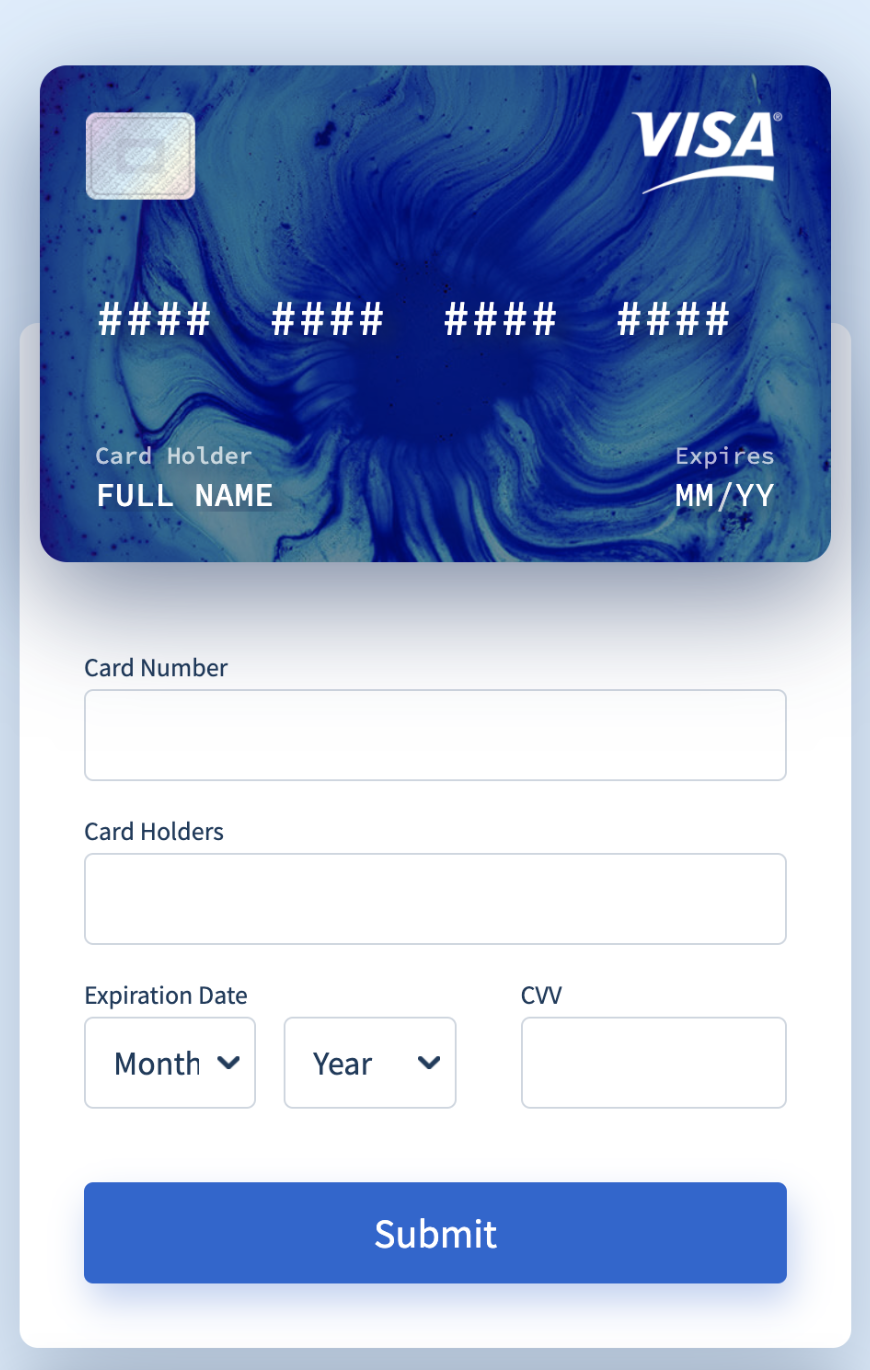 VISA®
#### #### #### ####
Card Holder
Expires
FULL NAME
MM/YY
Card Number
Card Holders
Expiration Date
CVV
Month
Year
Submit